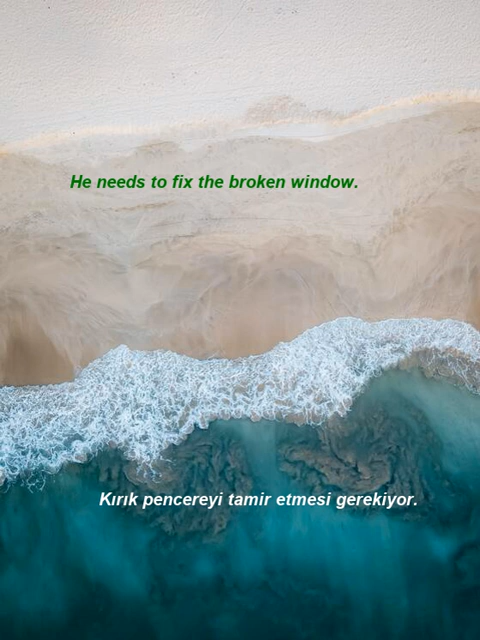 He needs to fix the broken window.
Kırık pencereyi tamir etmesi gerekiyor.